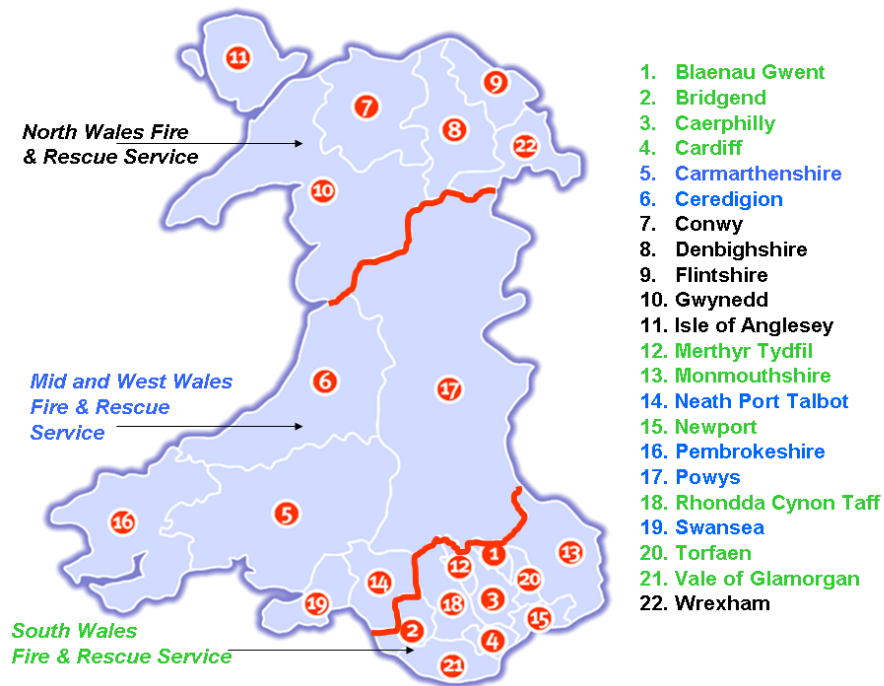 11
9
7
8
22
North Wales Fire
& Rescue Service
10
Mid and West Wales
Fire & Rescue
Service
6
17
16
5
1
13
12
14
20
3
18
19
15
2
4
South Wales
Fire & Rescue Service
21
1. Blaenau Gwent
2. Bridgend
3. Caerphilly
4. Cardiff
5. Carmarthenshire
6. Ceredigion
7. Conwy
8. Denbighshire
9. Flintshire
10. Gwynedd
11. Isle of Anglesey
12. Merthyr Tydfil
13. Monmouthshire
14. Neath Port Talbot
15. Newport
16. Pembrokeshire
17. Powys
18. Rhondda Cynon Taff
19. Swansea
20. Torfaen
21. Vale of Glamorgan
22. Wrexham